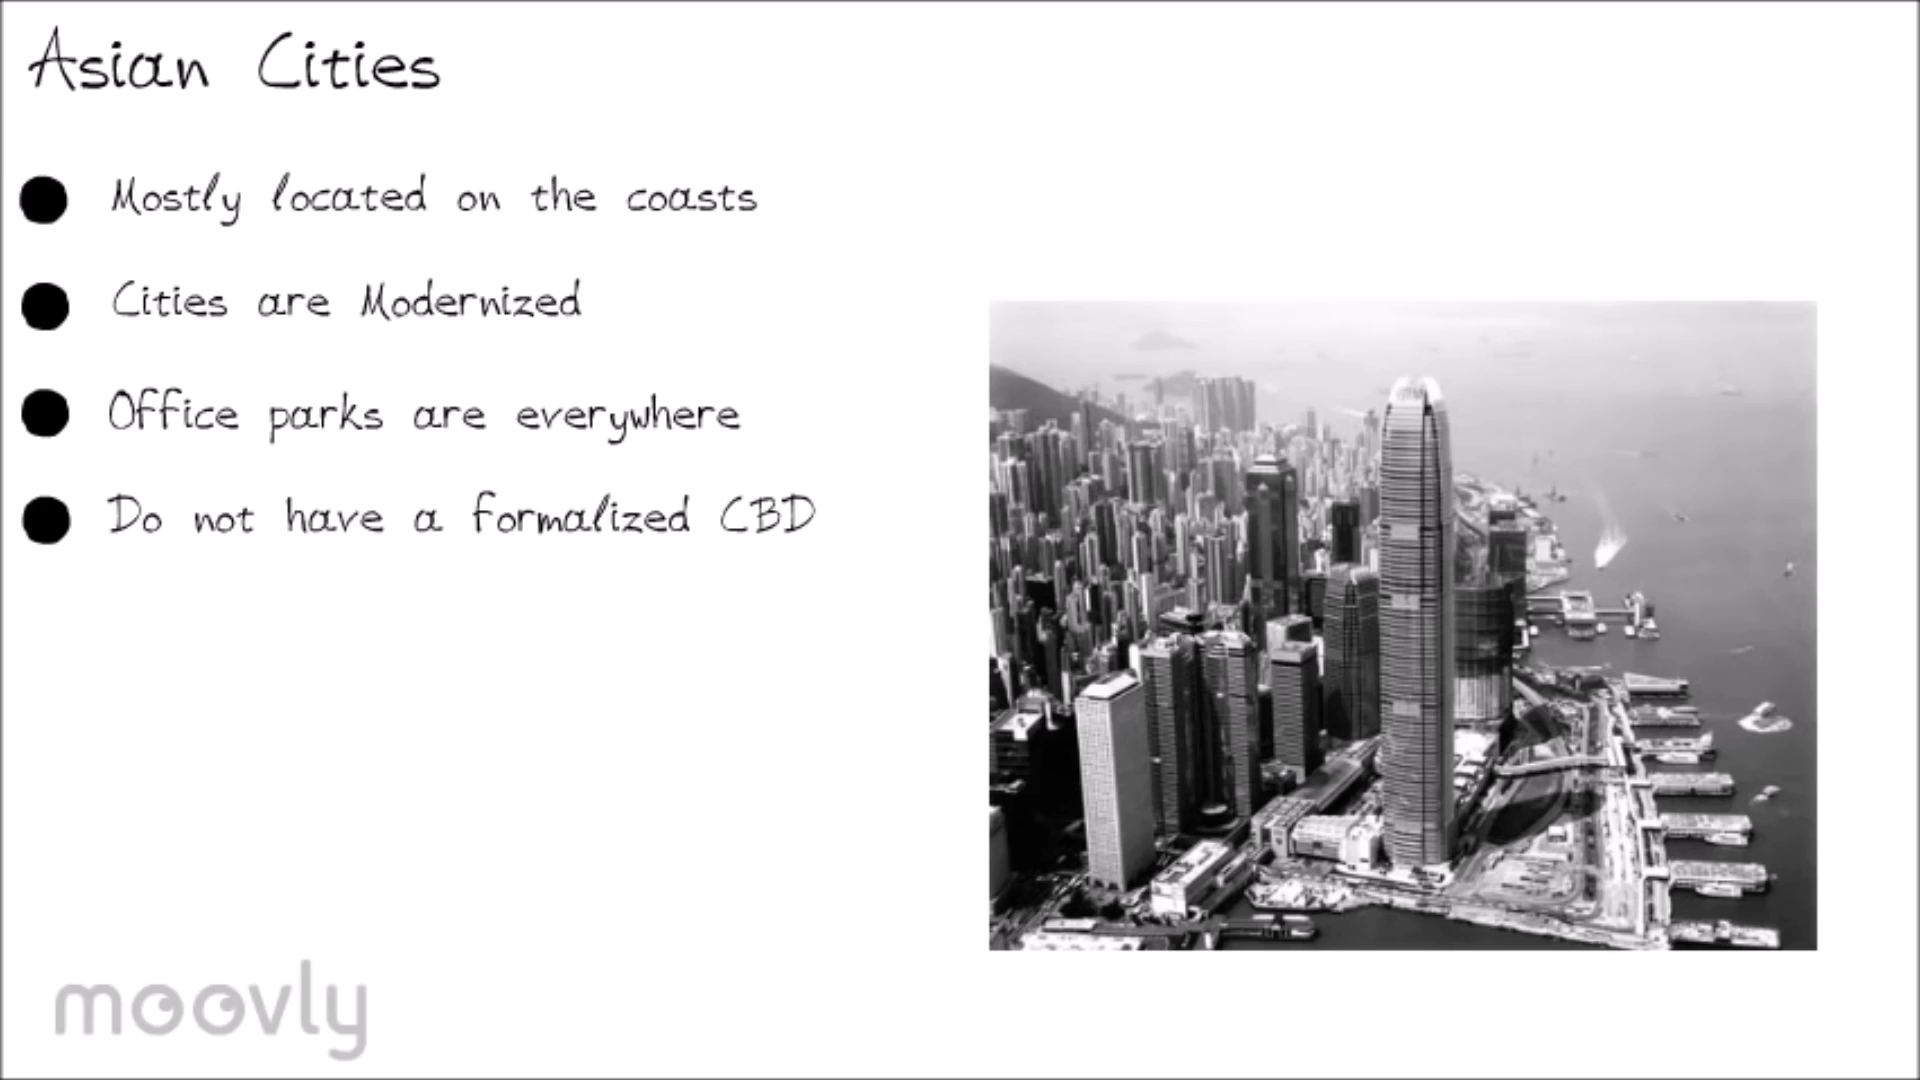 Asian Cities
Mostly located on the coasts
Cities are Modernized
Office parks are everywhere
Do not have a formalized CBD
moovly